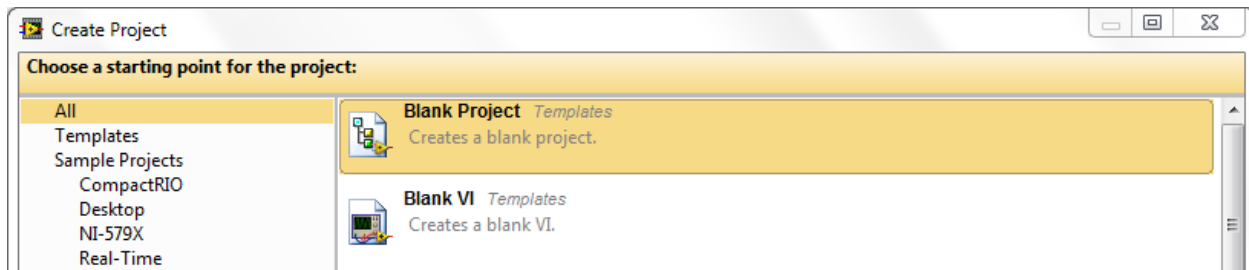 Create Project
Choose a starting point for the project:
All
Templates
Sample Projects
CompactRIO
Desktop
NI-579X
Real-Time
Blank Project Templates
Creates a blank project.
Blank VI Templates
Creates a blank VI.